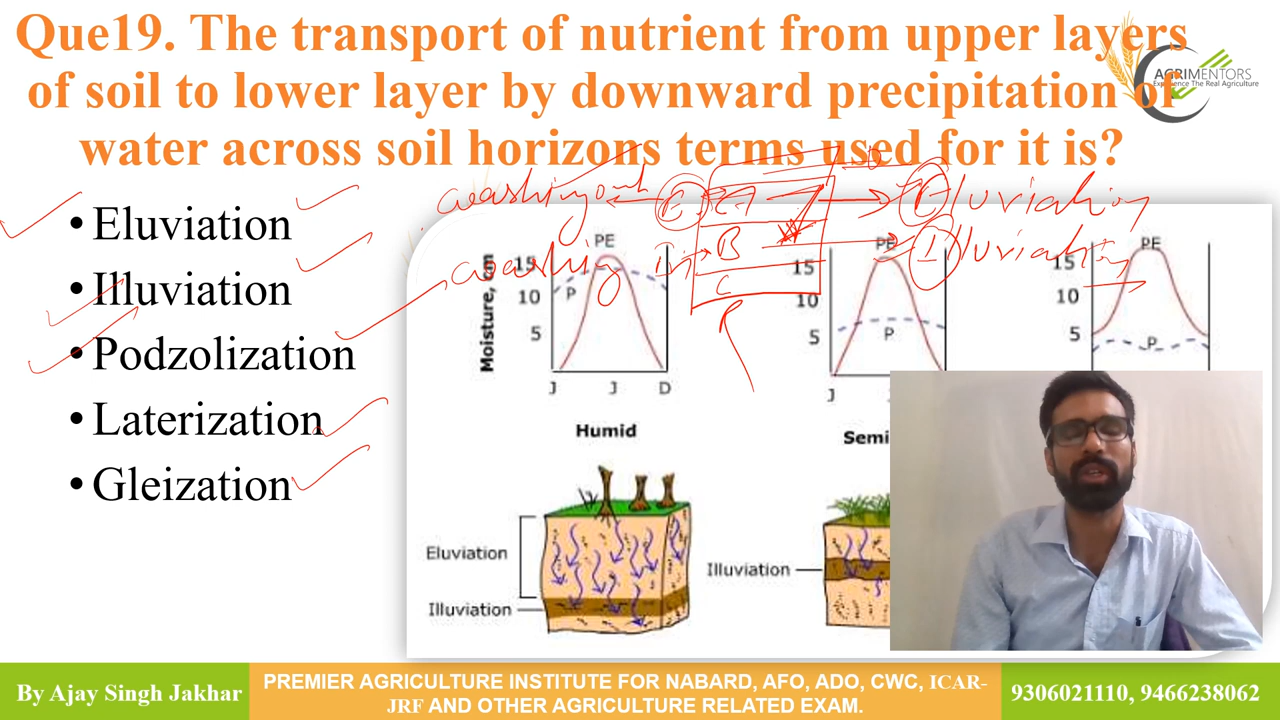 Que19. The transport of nutrient from upper layers
of soil to lower layer by downward precipitation of
water across soil horizons terms used for it is?
AGRIMENTORS
Experience The Real Agriculture
• Eluviation
• Illuviation
• Podzolization
• Laterization
• Gleization
washing out
E
A
Eluviation
washing In
B
Illuviation
C
R
Moisture, cm
15
10
5
PE
P
J
J
D
15
10
5
PE
P
J
15
10
5
PE
P
Humid
Semi
Eluviation
Illuviation
Illuviation
By Ajay Singh Jakhar
PREMIER AGRICULTURE INSTITUTE FOR NABARD, AFO, ADO, CWC, ICAR-
JRF AND OTHER AGRICULTURE RELATED EXAM.
9306021110, 9466238062